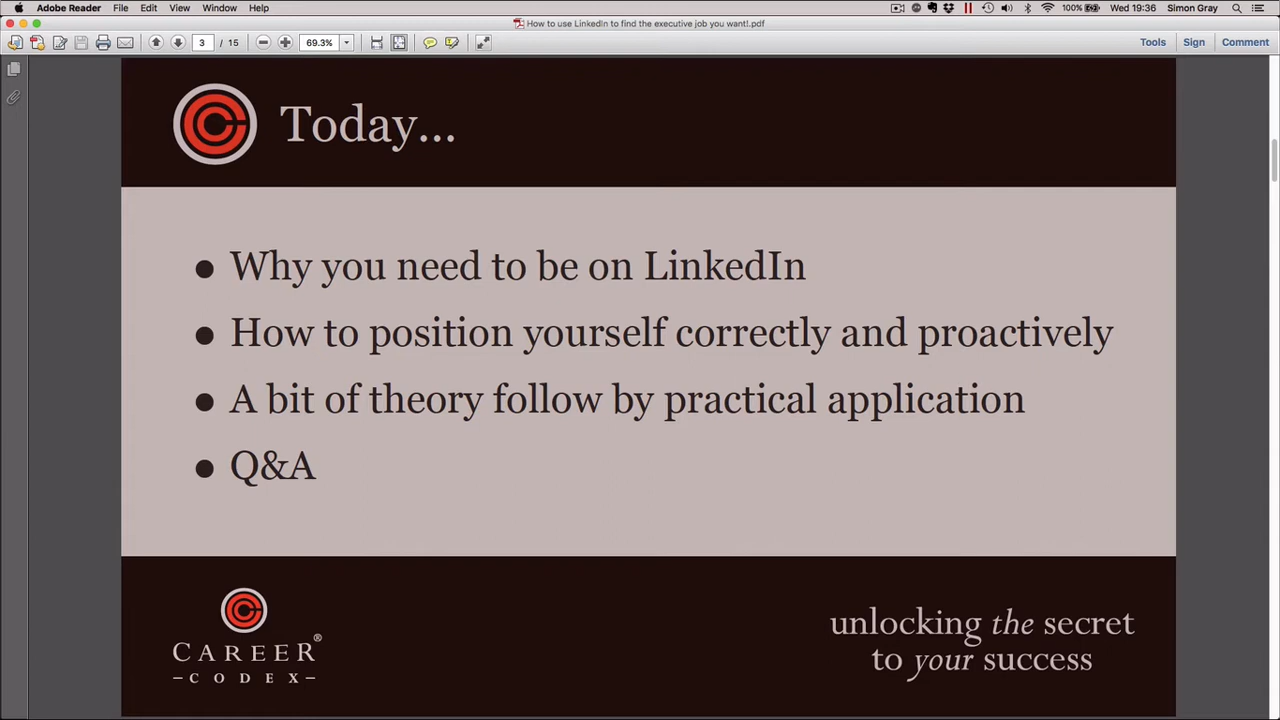 Adobe Reader File Edit View Window Help 100% Wed 19:36 Simon Gray
How to use LinkedIn to find the executive job you want!.pdf
3 / 15 69.3% Tools Sign Comment
Today...
● Why you need to be on LinkedIn
● How to position yourself correctly and proactively
● A bit of theory follow by practical application
● Q&A
CAREER®
–CODEX–
unlocking the secret
to your success